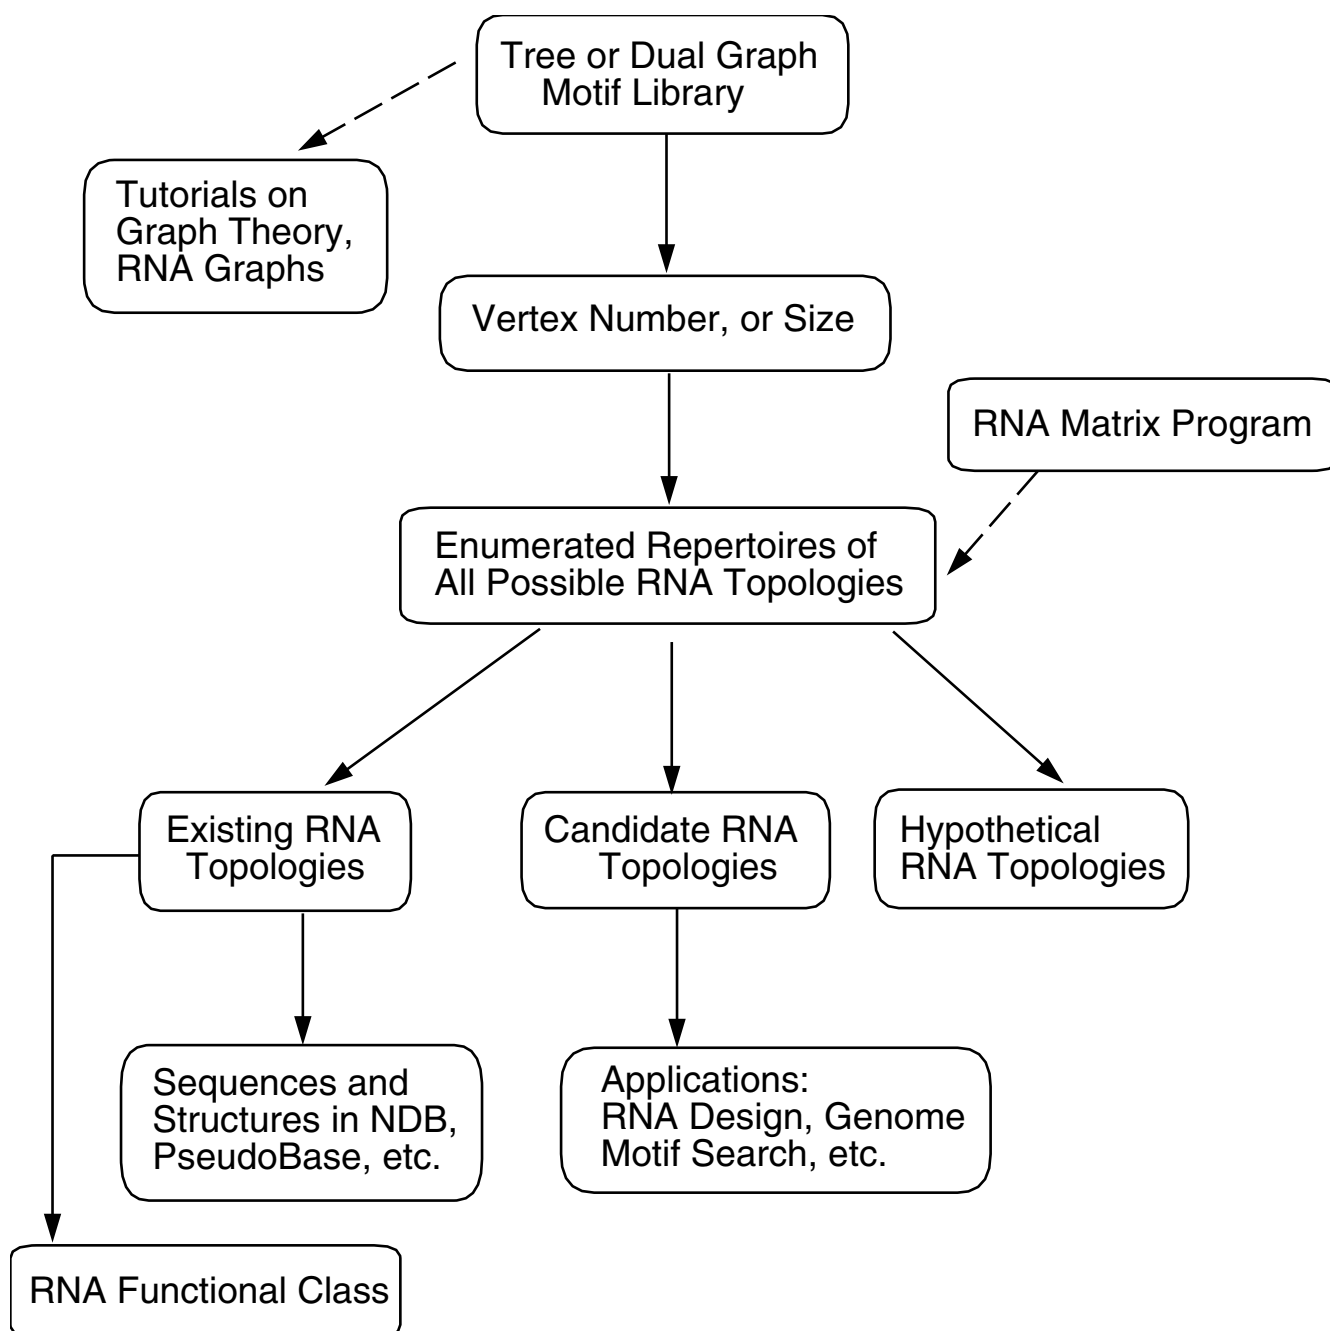 Tree or Dual Graph
Motif Library
Tutorials on
Graph Theory,
RNA Graphs
Vertex Number, or Size
RNA Matrix Program
Enumerated Repertoires of
All Possible RNA Topologies
Existing RNA
Topologies
Candidate RNA
Topologies
Hypothetical
RNA Topologies
Sequences and
Structures in NDB,
PseudoBase, etc.
Applications:
RNA Design, Genome
Motif Search, etc.
RNA Functional Class